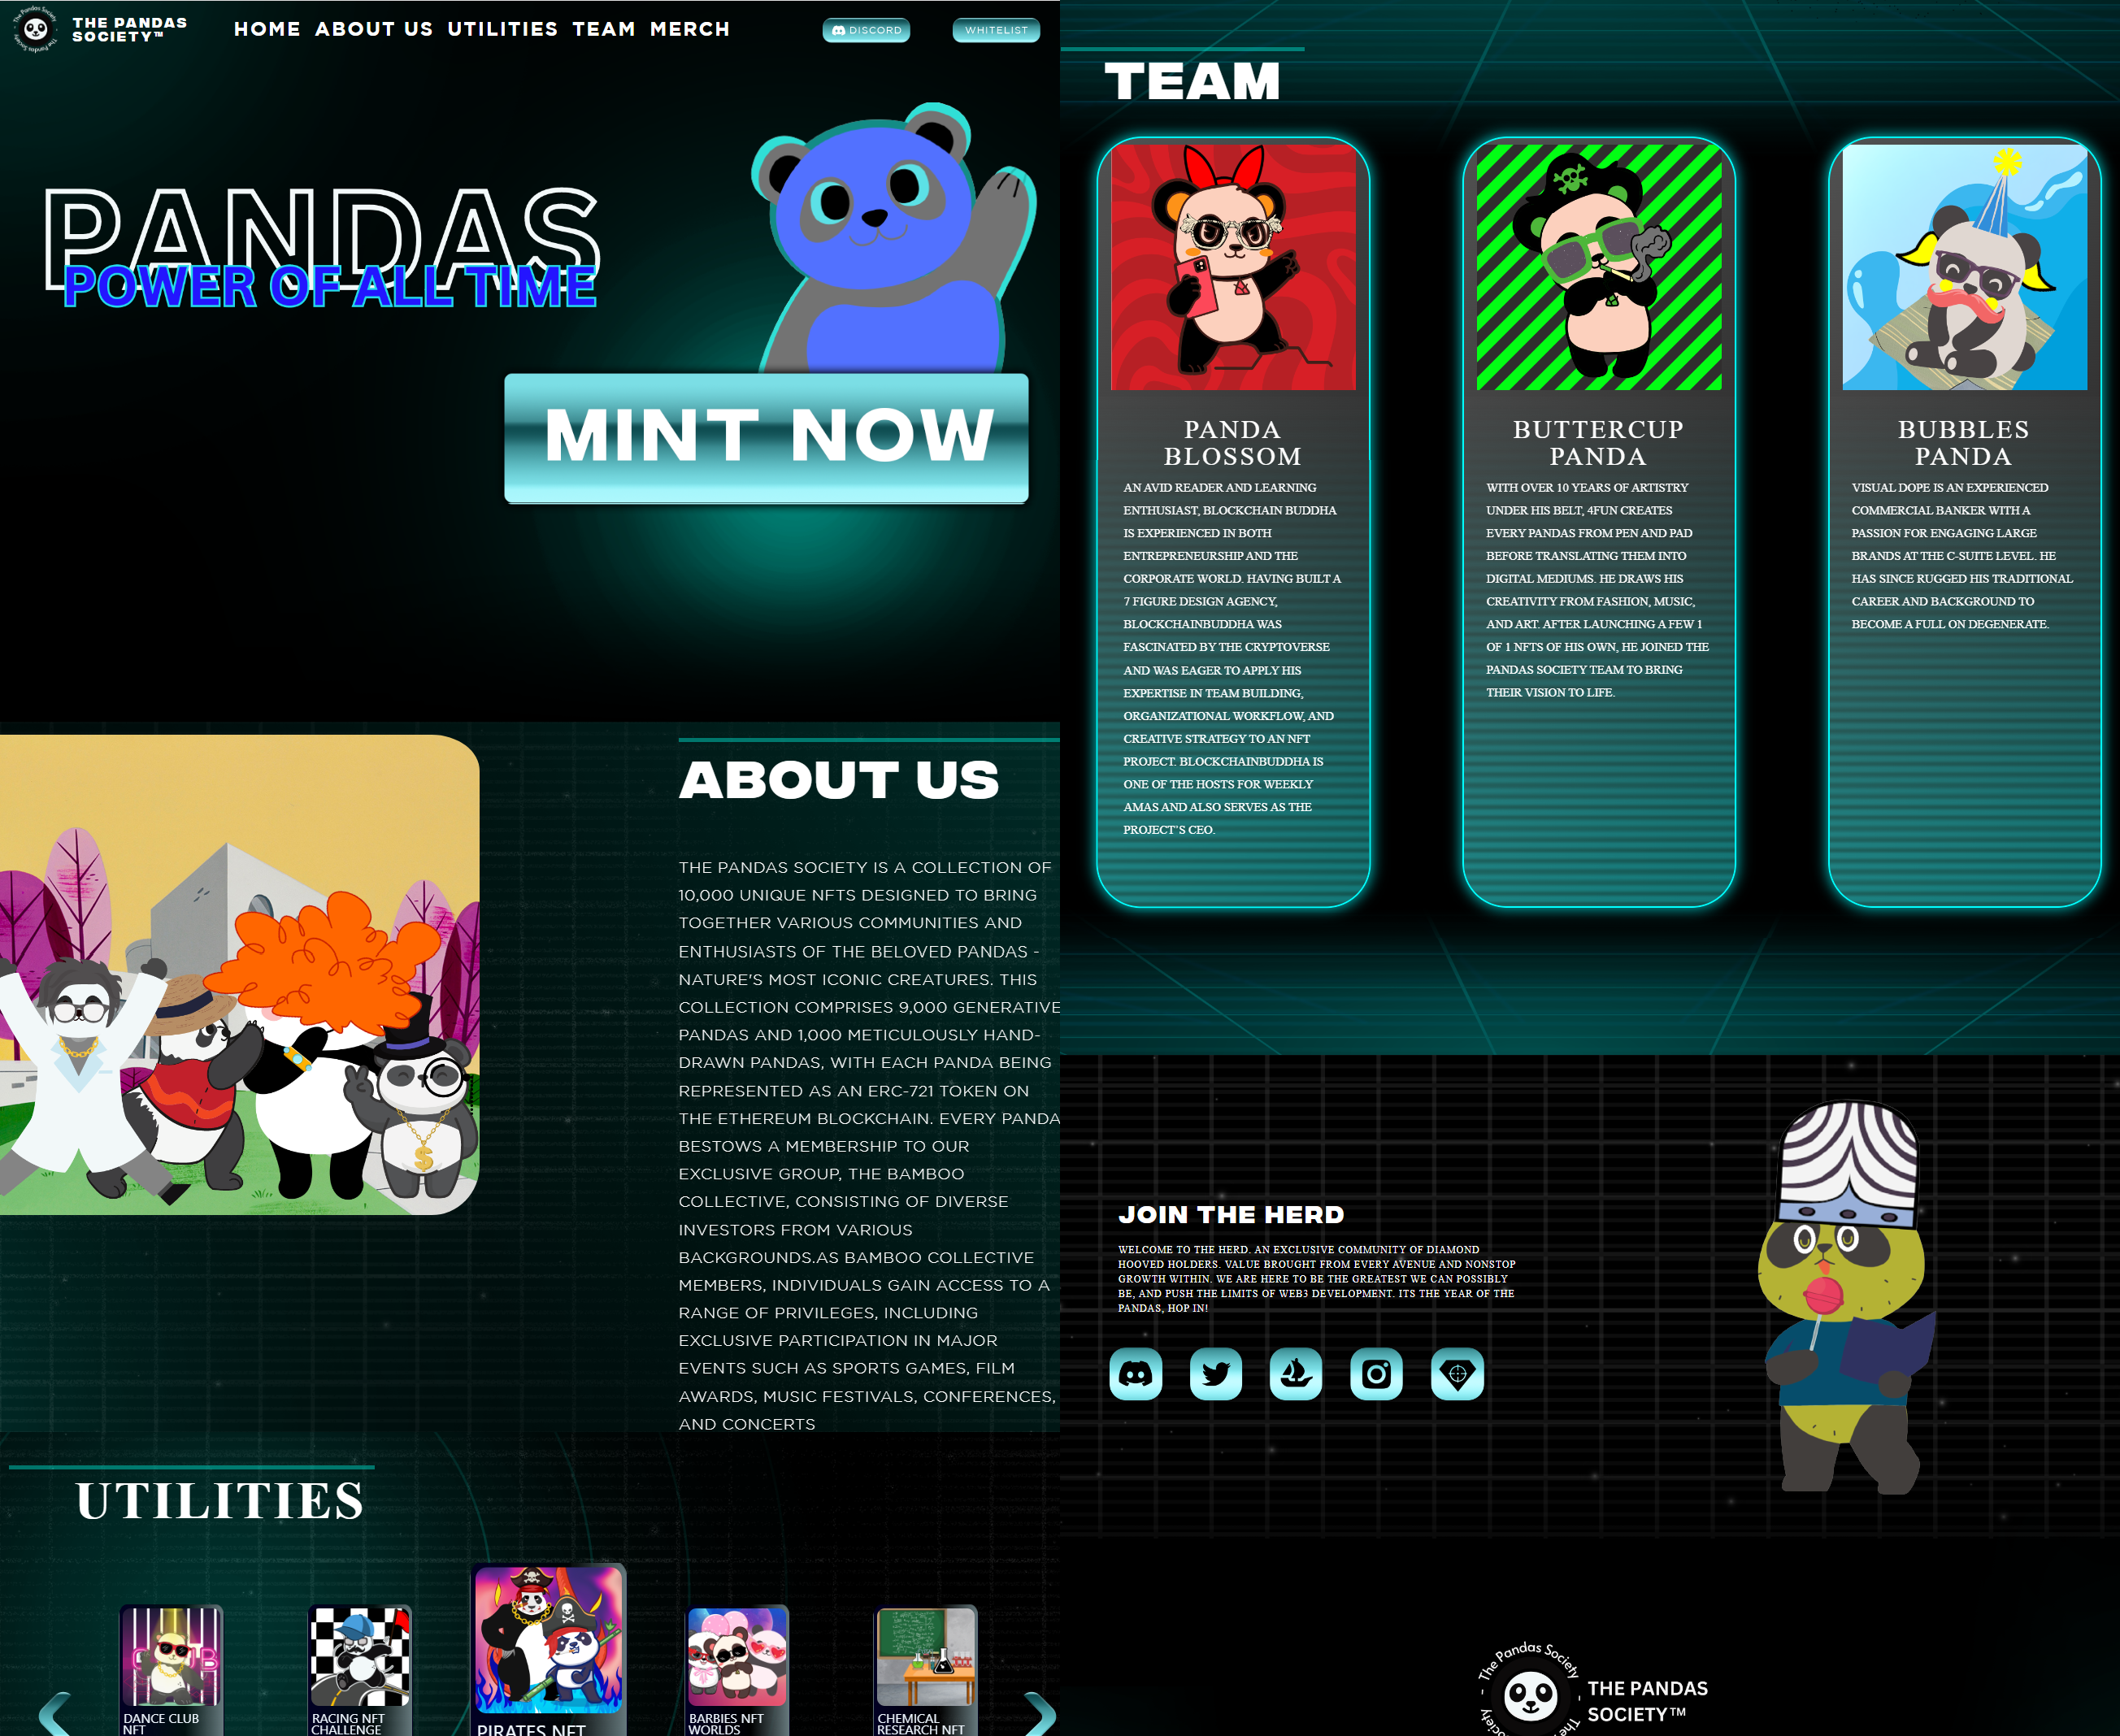 THE PANDAS
SOCIETY™
HOME ABOUT US UTILITIES TEAM MERCH
DISCORD
WHITELIST
PANDAS
POWER OF ALL TIME
MINT NOW
ABOUT US
THE PANDAS SOCIETY IS A COLLECTION OF
10,000 UNIQUE NFTS DESIGNED TO BRING
TOGETHER VARIOUS COMMUNITIES AND
ENTHUSIASTS OF THE BELOVED PANDAS -
NATURE'S MOST ICONIC CREATURES. THIS
COLLECTION COMPRISES 9,000 GENERATIVE
PANDAS AND 1,000 METICULOUSLY HAND-
DRAWN PANDAS, WITH EACH PANDA BEING
REPRESENTED AS AN ERC-721 TOKEN ON
THE ETHEREUM BLOCKCHAIN. EVERY PANDA
BESTOWS A MEMBERSHIP TO OUR
EXCLUSIVE GROUP, THE BAMBOO
COLLECTIVE, CONSISTING OF DIVERSE
INVESTORS FROM VARIOUS
BACKGROUNDS.AS BAMBOO COLLECTIVE
MEMBERS, INDIVIDUALS GAIN ACCESS TO A
RANGE OF PRIVILEGES, INCLUDING
EXCLUSIVE PARTICIPATION IN MAJOR
EVENTS SUCH AS SPORTS GAMES, FILM
AWARDS, MUSIC FESTIVALS, CONFERENCES,
AND CONCERTS
UTILITIES
DANCE CLUB
NFT
RACING NFT
CHALLENGE
PIRATES NFT
BARBIES NFT
WORLDS
CHEMICAL
RESEARCH NFT
TEAM
PANDA
BLOSSOM
AN AVID READER AND LEARNING
ENTHUSIAST, BLOCKCHAIN BUDDHA
IS EXPERIENCED IN BOTH
ENTREPRENEURSHIP AND THE
CORPORATE WORLD. HAVING BUILT A
7 FIGURE DESIGN AGENCY,
BLOCKCHAINBUDDHA WAS
FASCINATED BY THE CRYPTOVERSE
AND WAS EAGER TO APPLY HIS
EXPERTISE IN TEAM BUILDING,
ORGANIZATIONAL WORKFLOW, AND
CREATIVE STRATEGY TO AN NFT
PROJECT. BLOCKCHAINBUDDHA IS
ONE OF THE HOSTS FOR WEEKLY
AMAS AND ALSO SERVES AS THE
PROJECT'S CEO.
BUTTERCUP
PANDA
WITH OVER 10 YEARS OF ARTISTRY
UNDER HIS BELT, 4FUN CREATES
EVERY PANDAS FROM PEN AND PAD
BEFORE TRANSLATING THEM INTO
DIGITAL MEDIUMS. HE DRAWS HIS
CREATIVITY FROM FASHION, MUSIC,
AND ART. AFTER LAUNCHING A FEW 1
OF 1 NFTS OF HIS OWN, HE JOINED THE
PANDAS SOCIETY TEAM TO BRING
THEIR VISION TO LIFE.
BUBBLES
PANDA
VISUAL DOPE IS AN EXPERIENCED
COMMERCIAL BANKER WITH A
PASSION FOR ENGAGING LARGE
BRANDS AT THE C-SUITE LEVEL. HE
HAS SINCE RUGGED HIS TRADITIONAL
CAREER AND BACKGROUND TO
BECOME A FULL ON DEGENERATE.
JOIN THE HERD
WELCOME TO THE HERD. AN EXCLUSIVE COMMUNITY OF DIAMOND
HOOVED HOLDERS. VALUE BROUGHT FROM EVERY AVENUE AND NONSTOP
GROWTH WITHIN. WE ARE HERE TO BE THE GREATEST WE CAN POSSIBLY
BE, AND PUSH THE LIMITS OF WEB3 DEVELOPMENT. ITS THE YEAR OF THE
PANDAS, HOP IN!
The Pandas Society
THE PANDAS
SOCIETY™